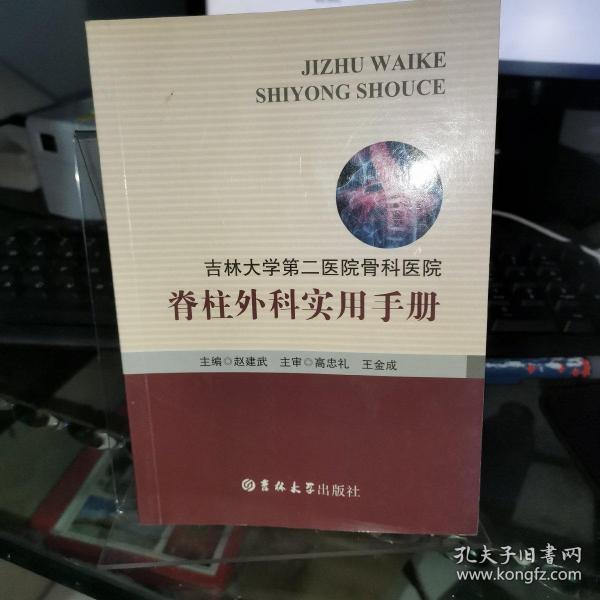 JIZHU WAIKE
SHIYONG SHOUCE
吉林大学第二医院骨科医院
脊柱外科实用手册
主编◎赵建武 主审◎高忠礼 王金成
吉林大学出版社
孔夫子旧书网
www.kongfz.com